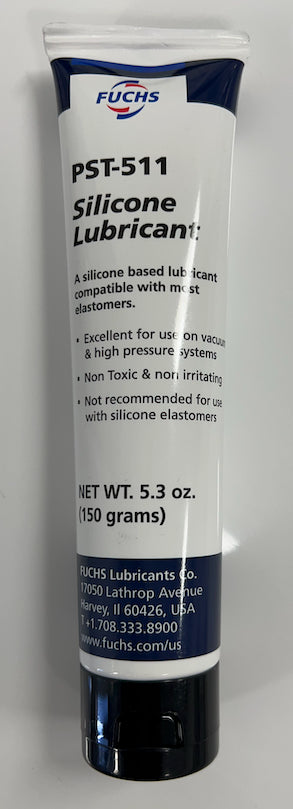 FUCHS
PST-511
Silicone
Lubricant
A silicone based lubricant
compatible with most
elastomers.
• Excellent for use on vacuum
& high pressure systems
• Non Toxic & non irritating
• Not recommended for use
with silicone elastomers
NET WT. 5.3 oz.
(150 grams)
FUCHS Lubricants Co.
17050 Lathrop Avenue
Harvey, Il 60426, USA
T +1.708.333.8900
www.fuchs.com/us